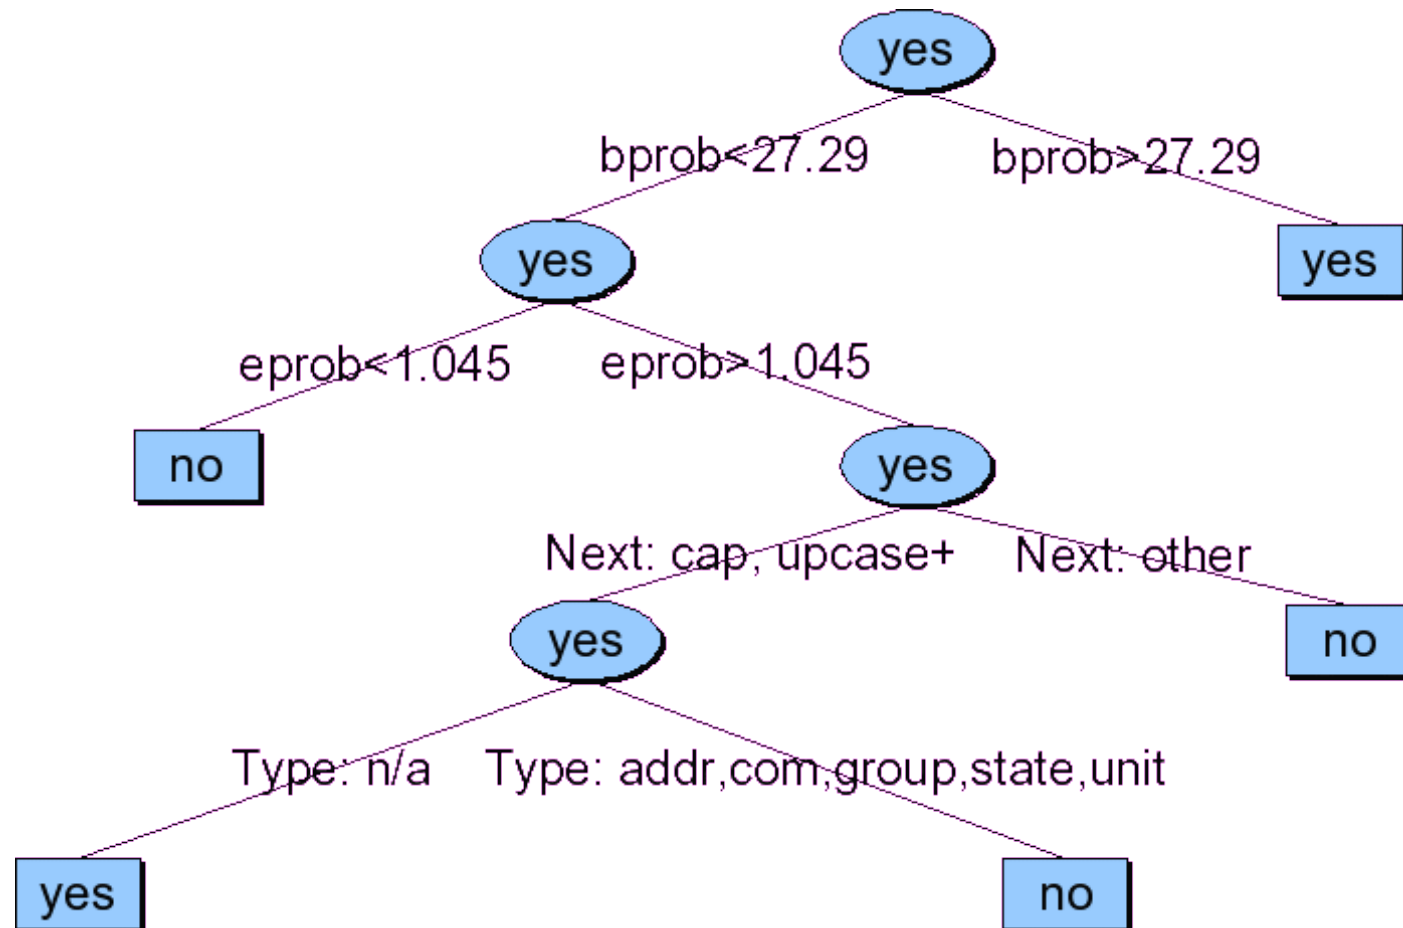 yes
bprob<27.29
bprob>27.29
yes
yes
eprob<1.045
eprob>1.045
no
yes
Next: cap, upcase+
Next: other
yes
no
Type: n/a
Type: addr,com,group,state,unit
yes
no